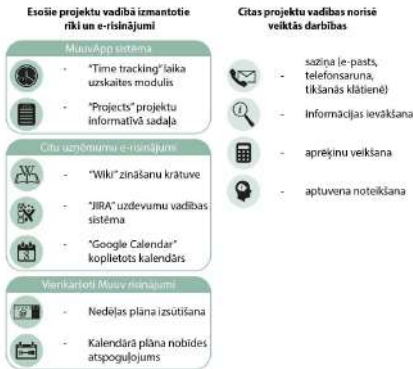 Esošie projektu vadībā izmantotie
rīki un e-risinājumi
MuuvApp sistēma
- "Time tracking" laika
uzskaites modulis
- "Projects" projektu
informatīvā sadaļa
Citu uzņēmumu e-risinājumi
W
- "Wiki" zināšanu krātuve
- "JIRA" uzdevumu vadības
sistēma
- "Google Calendar"
koplietots kalendārs
Vienkāršoti Muuv risinājumi
- Nedēļas plāna izsūtīšana
- Kalendārā plāna nobīdes
atspoguļojums
Citas projektu vadības norisē
veiktās darbības
- saziņa (e-pasts,
telefonsaruna,
tikšanās klātienē)
- informācijas ievākšana
- aprēķinu veikšana
- aptuvena noteikšana